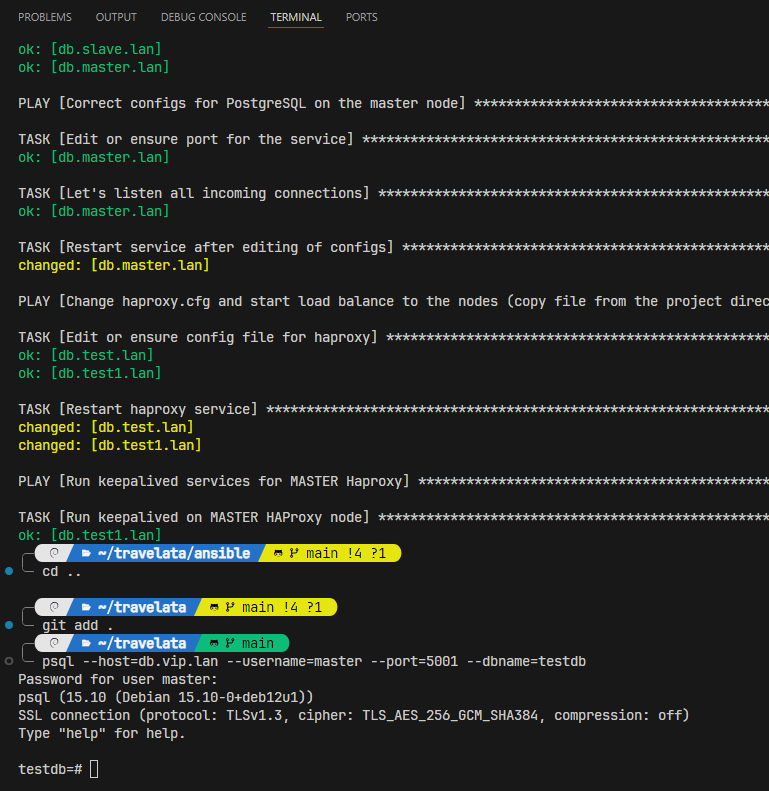 PROBLEMS OUTPUT DEBUG CONSOLE TERMINAL PORTS
ok: [db.slave.lan]
ok: [db.master.lan]
PLAY [Correct configs for PostgreSQL on the master node] *************************************
TASK [Edit or ensure port for the service] ***************************************************
ok: [db.master.lan]
TASK [Let's listen all incoming connections] *************************************************
ok: [db.master.lan]
TASK [Restart service after editing of configs] **********************************************
changed: [db.master.lan]
PLAY [Change haproxy.cfg and start load balance to the nodes (copy file from the project direc
TASK [Edit or ensure config file for haproxy] ************************************************
ok: [db.test.lan]
ok: [db.test1.lan]
TASK [Restart haproxy service] ***************************************************************
changed: [db.test.lan]
changed: [db.test1.lan]
PLAY [Run keepalived services for MASTER Haproxy] ********************************************
TASK [Run keepalived on MASTER HAProxy node] *************************************************
ok: [db.test1.lan]
~/travelata/ansible main !4 ?1
cd ..
~/travelata main !4 ?1
git add .
~/travelata main
psql --host=db.vip.lan --username=master --port=5001 --dbname=testdb
Password for user master:
psql (15.10 (Debian 15.10-0+deb12u1))
SSL connection (protocol: TLSv1.3, cipher: TLS_AES_256_GCM_SHA384, compression: off)
Type "help" for help.
testdb=#